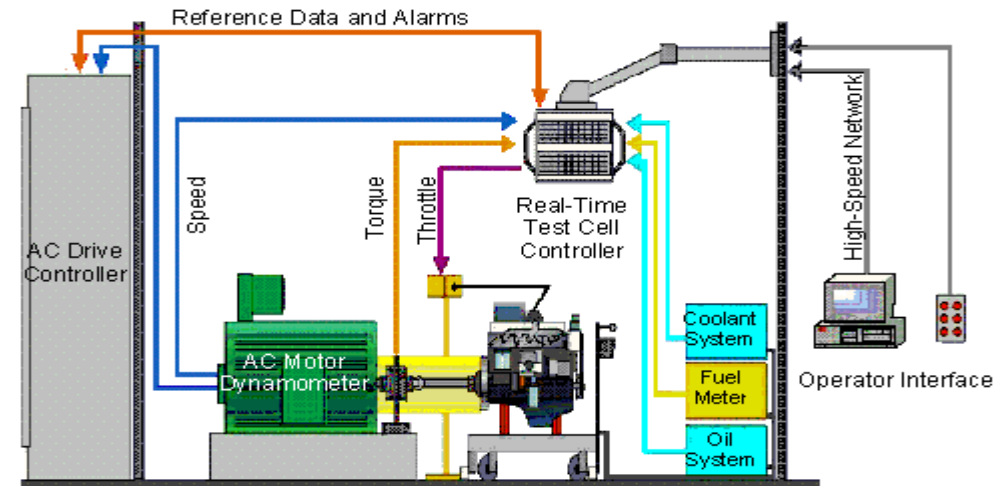 Reference Data and Alarms
Speed
Torque
Throttle
Real-Time
Test Cell
Controller
High-Speed Network
AC Drive
Controller
AC Motor
Dynamometer
Coolant
System
Fuel
Meter
Oil
System
Operator Interface